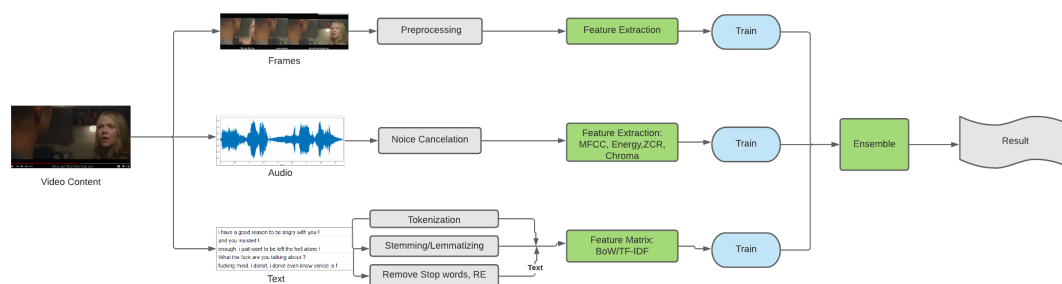 Preprocessing
Feature Extraction
Train
Frames
Video Content
Audio
Noice Cancelation
Feature Extraction:
MFCC, Energy,ZCR,
Chroma
Train
Ensemble
Result
i have a good reason to be angry with you !
and you insisted !
enough, i just want to be left the hell alone !
What the fuck are you talking about ?
fucking mind, i donot, i donot even know venice is !
Text
Tokenization
Stemming/Lemmatizing
Remove Stop words, RE
Text
Feature Matrix:
BoW/TF-IDF
Train